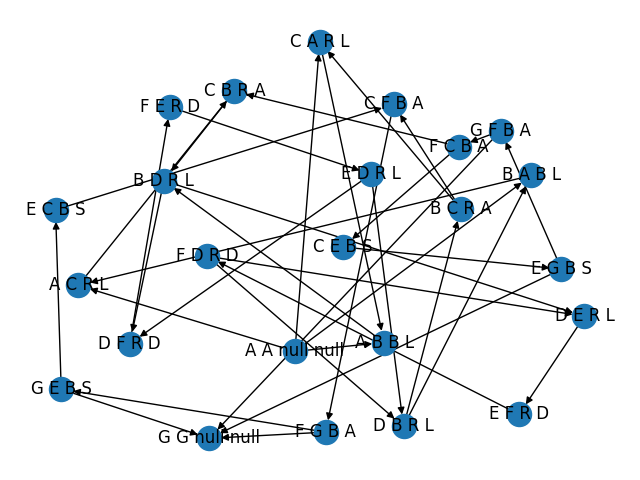 C A R L
C B R A
F E R D
C F B A
G F B A
F C B A
E D R L
B A B L
B D R L
E C B S
B C R A
C E B S
F D R D
E G B S
A C R L
D E R L
D F R D
A A null null
A B B L
G E B S
E F R D
D B R L
F G B A
G G null null